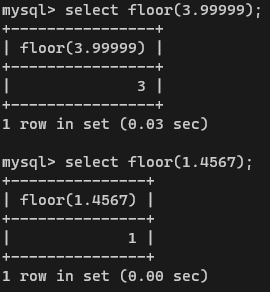 mysql> select floor(3.99999);
+----------------+
| floor(3.99999) |
+----------------+
|              3 |
+----------------+
1 row in set (0.03 sec)

mysql> select floor(1.4567);
+---------------+
| floor(1.4567) |
+---------------+
|             1 |
+---------------+
1 row in set (0.00 sec)